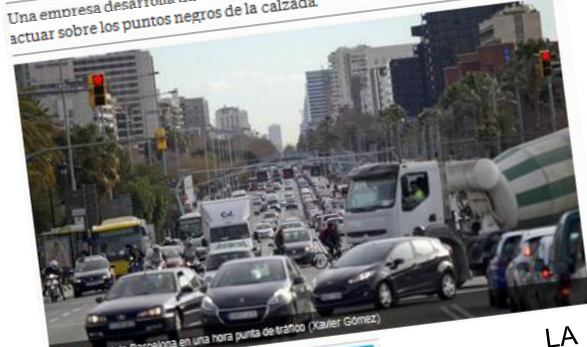 Una empresa desarrolla
actuar sobre los puntos negros de la calzada.
Barcelona en una hora punta de tráfico (Xavier Gómez)
LA